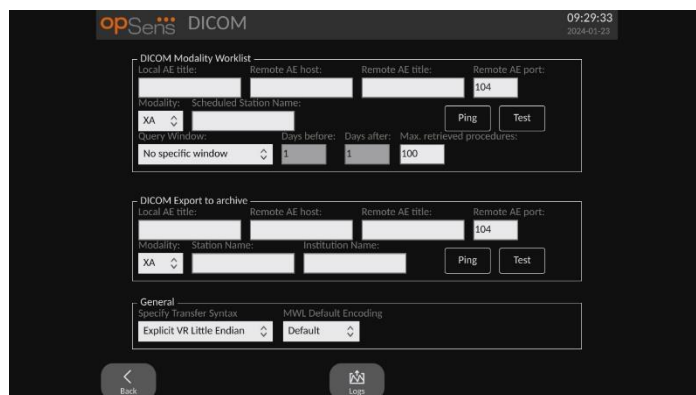 opSens DICOM 09:29:33
2024-01-23
DICOM Modality Worklist
Local AE title: Remote AE host: Remote AE title: Remote AE port:
104
Modality: Scheduled Station Name:
XA Ping Test
Query Window: Days before: Days after: Max. retrieved procedures:
No specific window 1 1 100
DICOM Export to archive
Local AE title: Remote AE host: Remote AE title: Remote AE port:
104
Modality: Station Name: Institution Name:
XA Ping Test
General
Specify Transfer Syntax MWL Default Encoding
Explicit VR Little Endian Default
Back Logs